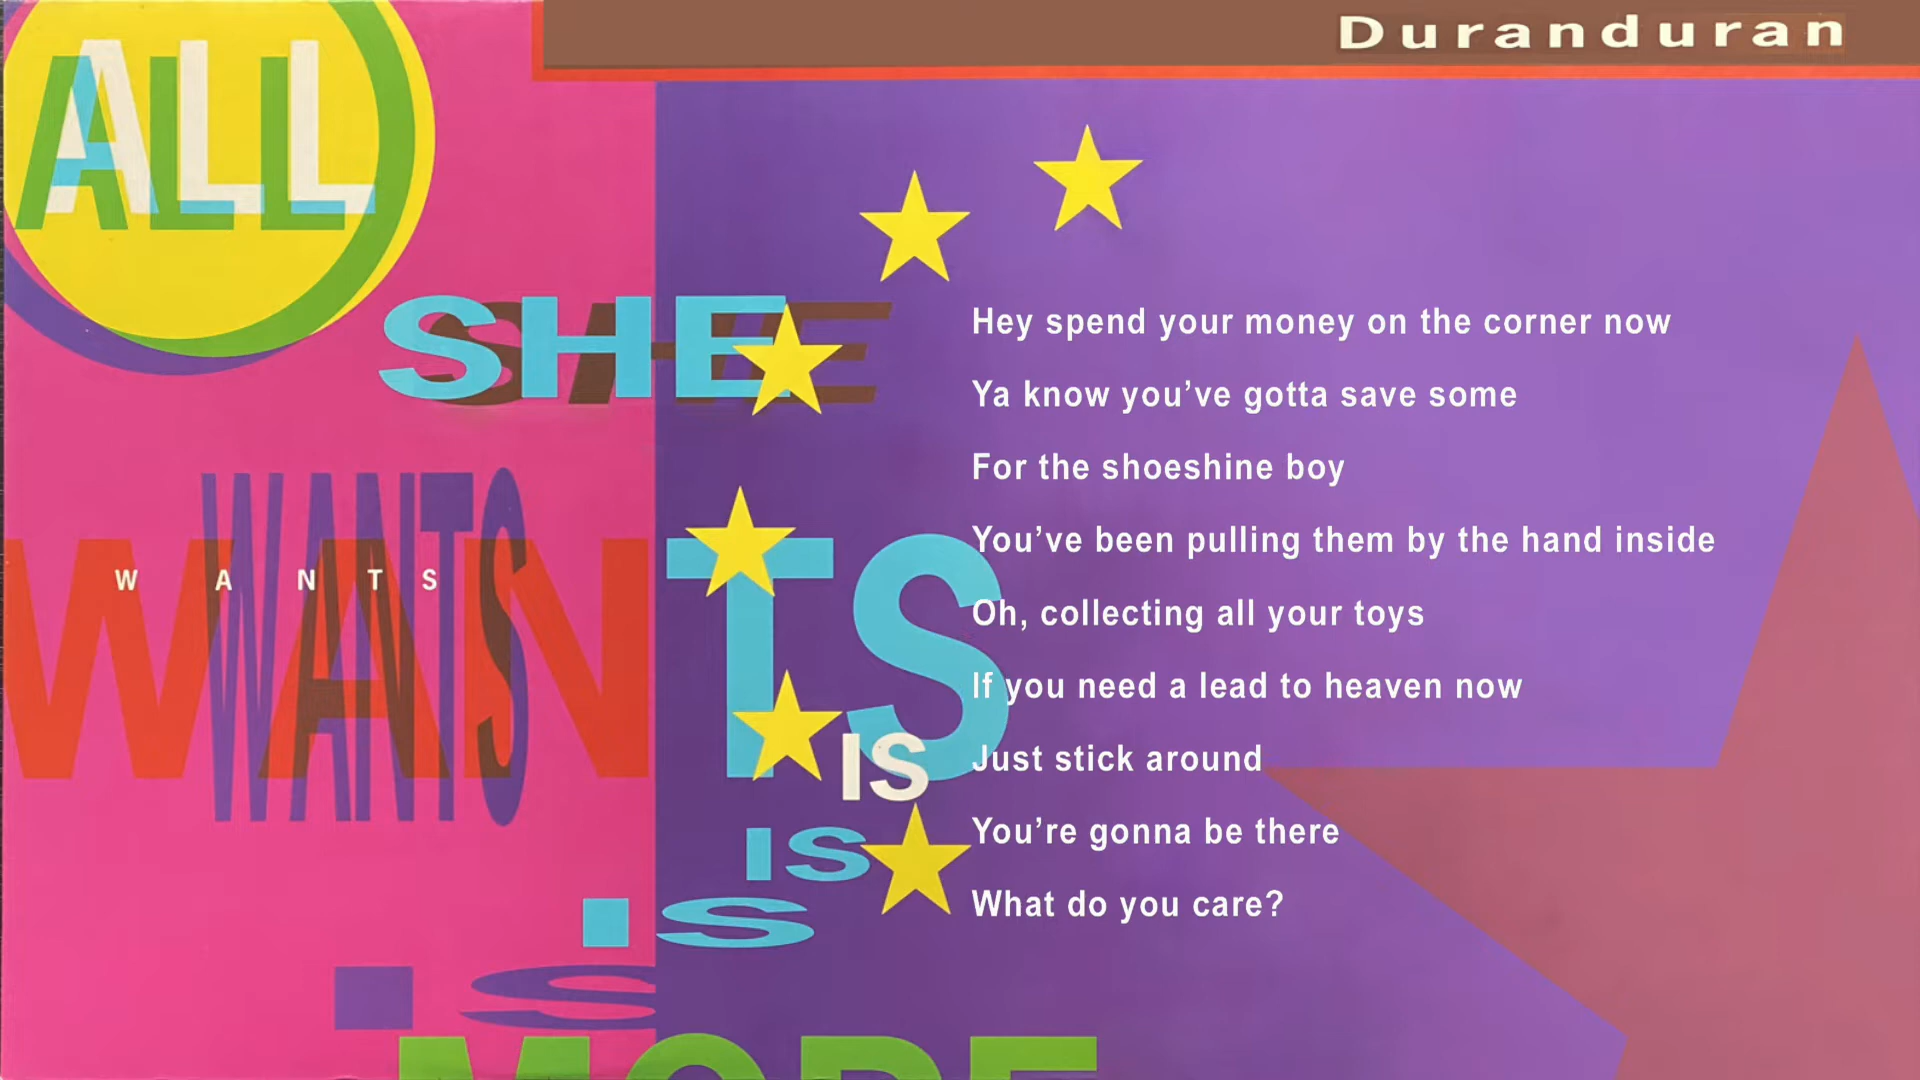 Duranduran
ALL
ALL
SHE
SHE
WANTS
WANTS
W A N T S
IS
IS
IS
IS
MORE
Hey spend your money on the corner now
Ya know you’ve gotta save some
For the shoeshine boy
You’ve been pulling them by the hand inside
Oh, collecting all your toys
If you need a lead to heaven now
Just stick around
You’re gonna be there
What do you care?